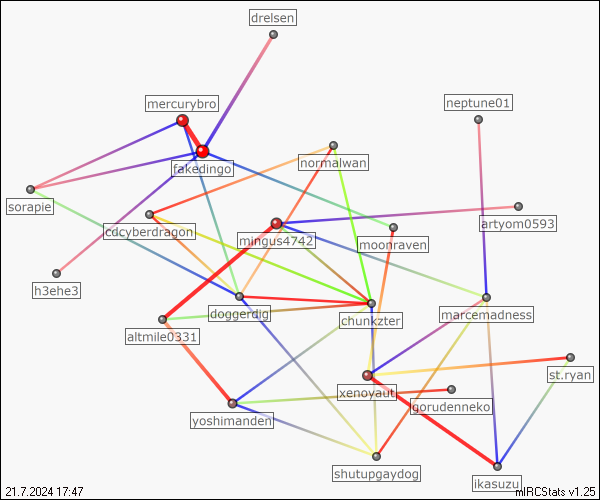 drelsen
mercurybro
neptune01
fakedingo
normalwan
sorapie
cdcyberdragon
artyom0593
mingus4742
moonraven
h3ehe3
doggerdig
chunkzter
marcemadness
altmile0331
st.ryan
xenoyaut
gorudenneko
yoshimanden
shutupgaydog
ikasuzu
21.7.2024 17:47
mIRCStats v1.25